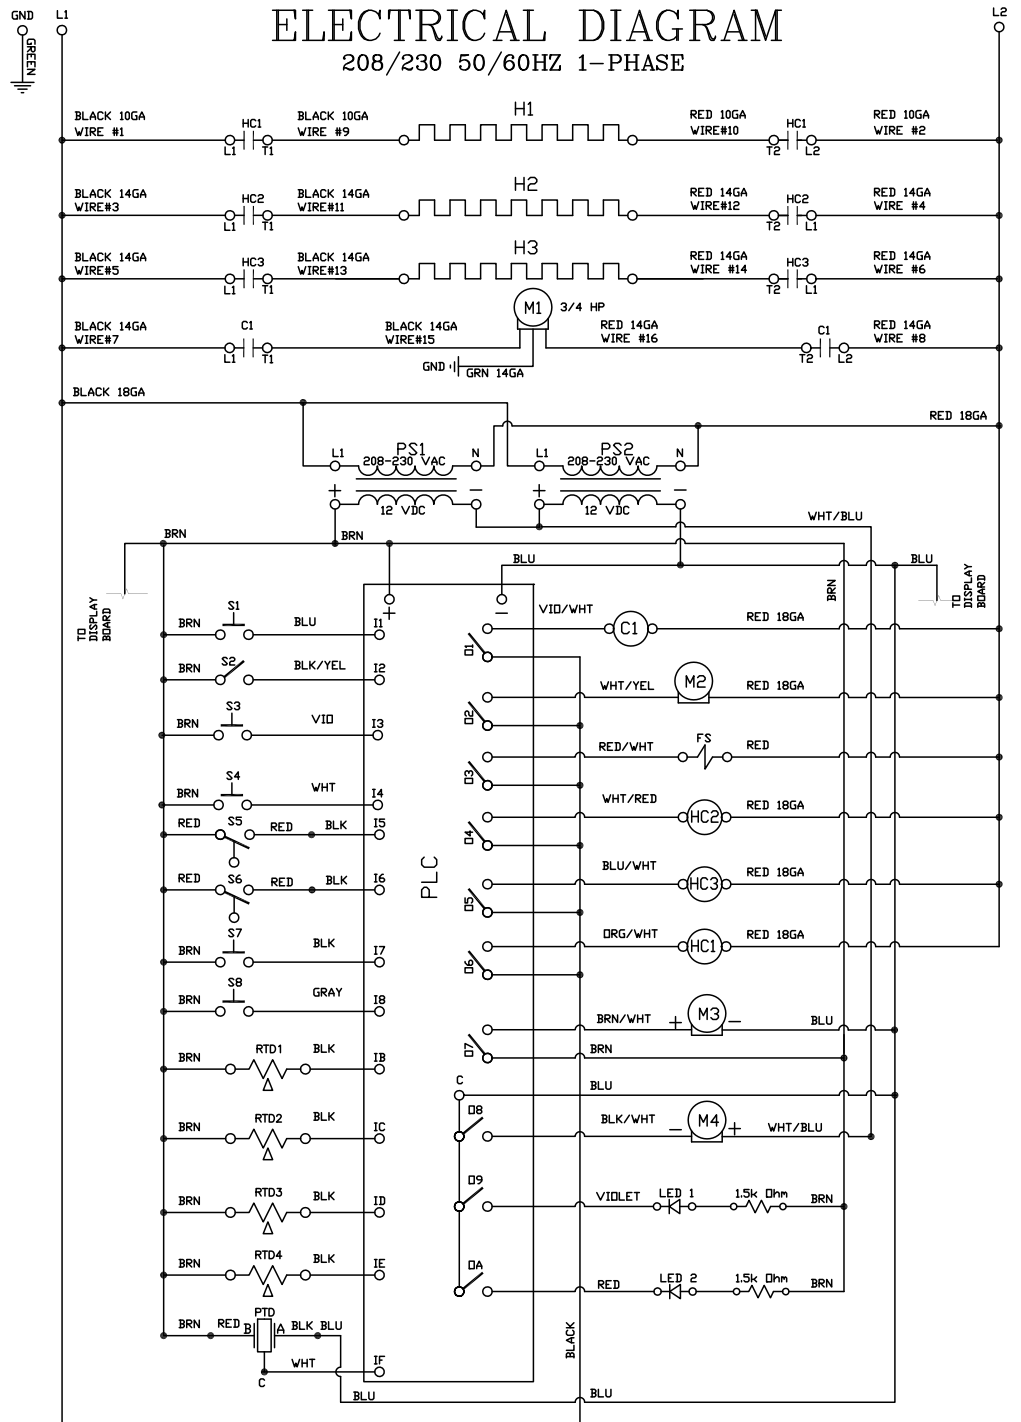 GND L1 ELECTRICAL DIAGRAM L2
208/230 50/60HZ 1-PHASE
GREEN
H1
BLACK 10GA HC1 BLACK 10GA RED 10GA HC1 RED 10GA
WIRE #1 WIRE #9 WIRE#10 WIRE #2
L1 T1 T2 L2
H2
BLACK 14GA HC2 BLACK 14GA RED 14GA HC2 RED 14GA
WIRE#3 WIRE#11 WIRE#12 WIRE #4
L1 T1 T2 L1
H3
BLACK 14GA HC3 BLACK 14GA RED 14GA HC3 RED 14GA
WIRE#5 WIRE#13 WIRE #14 WIRE #6
L1 T1 T2 L1
M1 3/4 HP
BLACK 14GA C1 BLACK 14GA RED 14GA C1 RED 14GA
WIRE#7 WIRE#15 WIRE #16 WIRE #8
L1 T1 T2 L2
GND GRN 14GA
BLACK 18GA
RED 18GA
L1 PS1 N L1 PS2 N
208-230 VAC 208-230 VAC
+ - + -
12 VDC 12 VDC
WHT/BLU
BRN BRN
BLU BLU
TO DISPLAY BOARD
BRN
TO DISPLAY BOARD
+ -
PLC
S1
BRN BLU I1
S2
BRN BLK/YEL I2
S3
BRN VIO I3
S4
BRN WHT I4
S5
RED RED BLK I5
S6
RED RED BLK I6
S7
BRN BLK I7
S8
BRN GRAY I8
RTD1
BRN BLK IB
RTD2
BRN BLK IC
RTD3
BRN BLK ID
RTD4
BRN BLK IE
PTD
BRN RED B A BLK BLU
C WHT IF
BLU
VIO/WHT C1 RED 18GA
O1
WHT/YEL M2 RED 18GA
O2
RED/WHT FS RED
O3
WHT/RED HC2 RED 18GA
O4
BLU/WHT HC3 RED 18GA
O5
ORG/WHT HC1 RED 18GA
O6
BRN/WHT + M3 - BLU
O7 BRN
C BLU
O8 BLK/WHT - M4 + WHT/BLU
O9 VIOLET LED 1 1.5k Ohm BRN
OA RED LED 2 1.5k Ohm BRN
BLACK
BLU